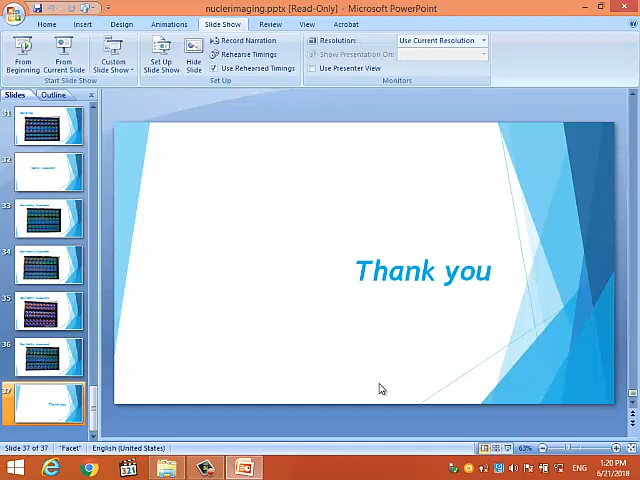 nuclerimaging.pptx [Read-Only] - Microsoft PowerPoint
Home Insert Design Animations Slide Show Review View Acrobat
From Beginning
From Current Slide
Custom Slide Show
Start Slide Show
Set Up Slide Show
Hide Slide
Record Narration
Rehearse Timings
Use Rehearsed Timings
Set Up
Resolution: Use Current Resolution
Show Presentation On:
Use Presenter View
Monitors
Slides Outline
31
32
33
34
35
36
37
Thank you
Thank you
Slide 37 of 37 "Facet" English (United States) 63%
321
ENG
1:20 PM
6/21/2018